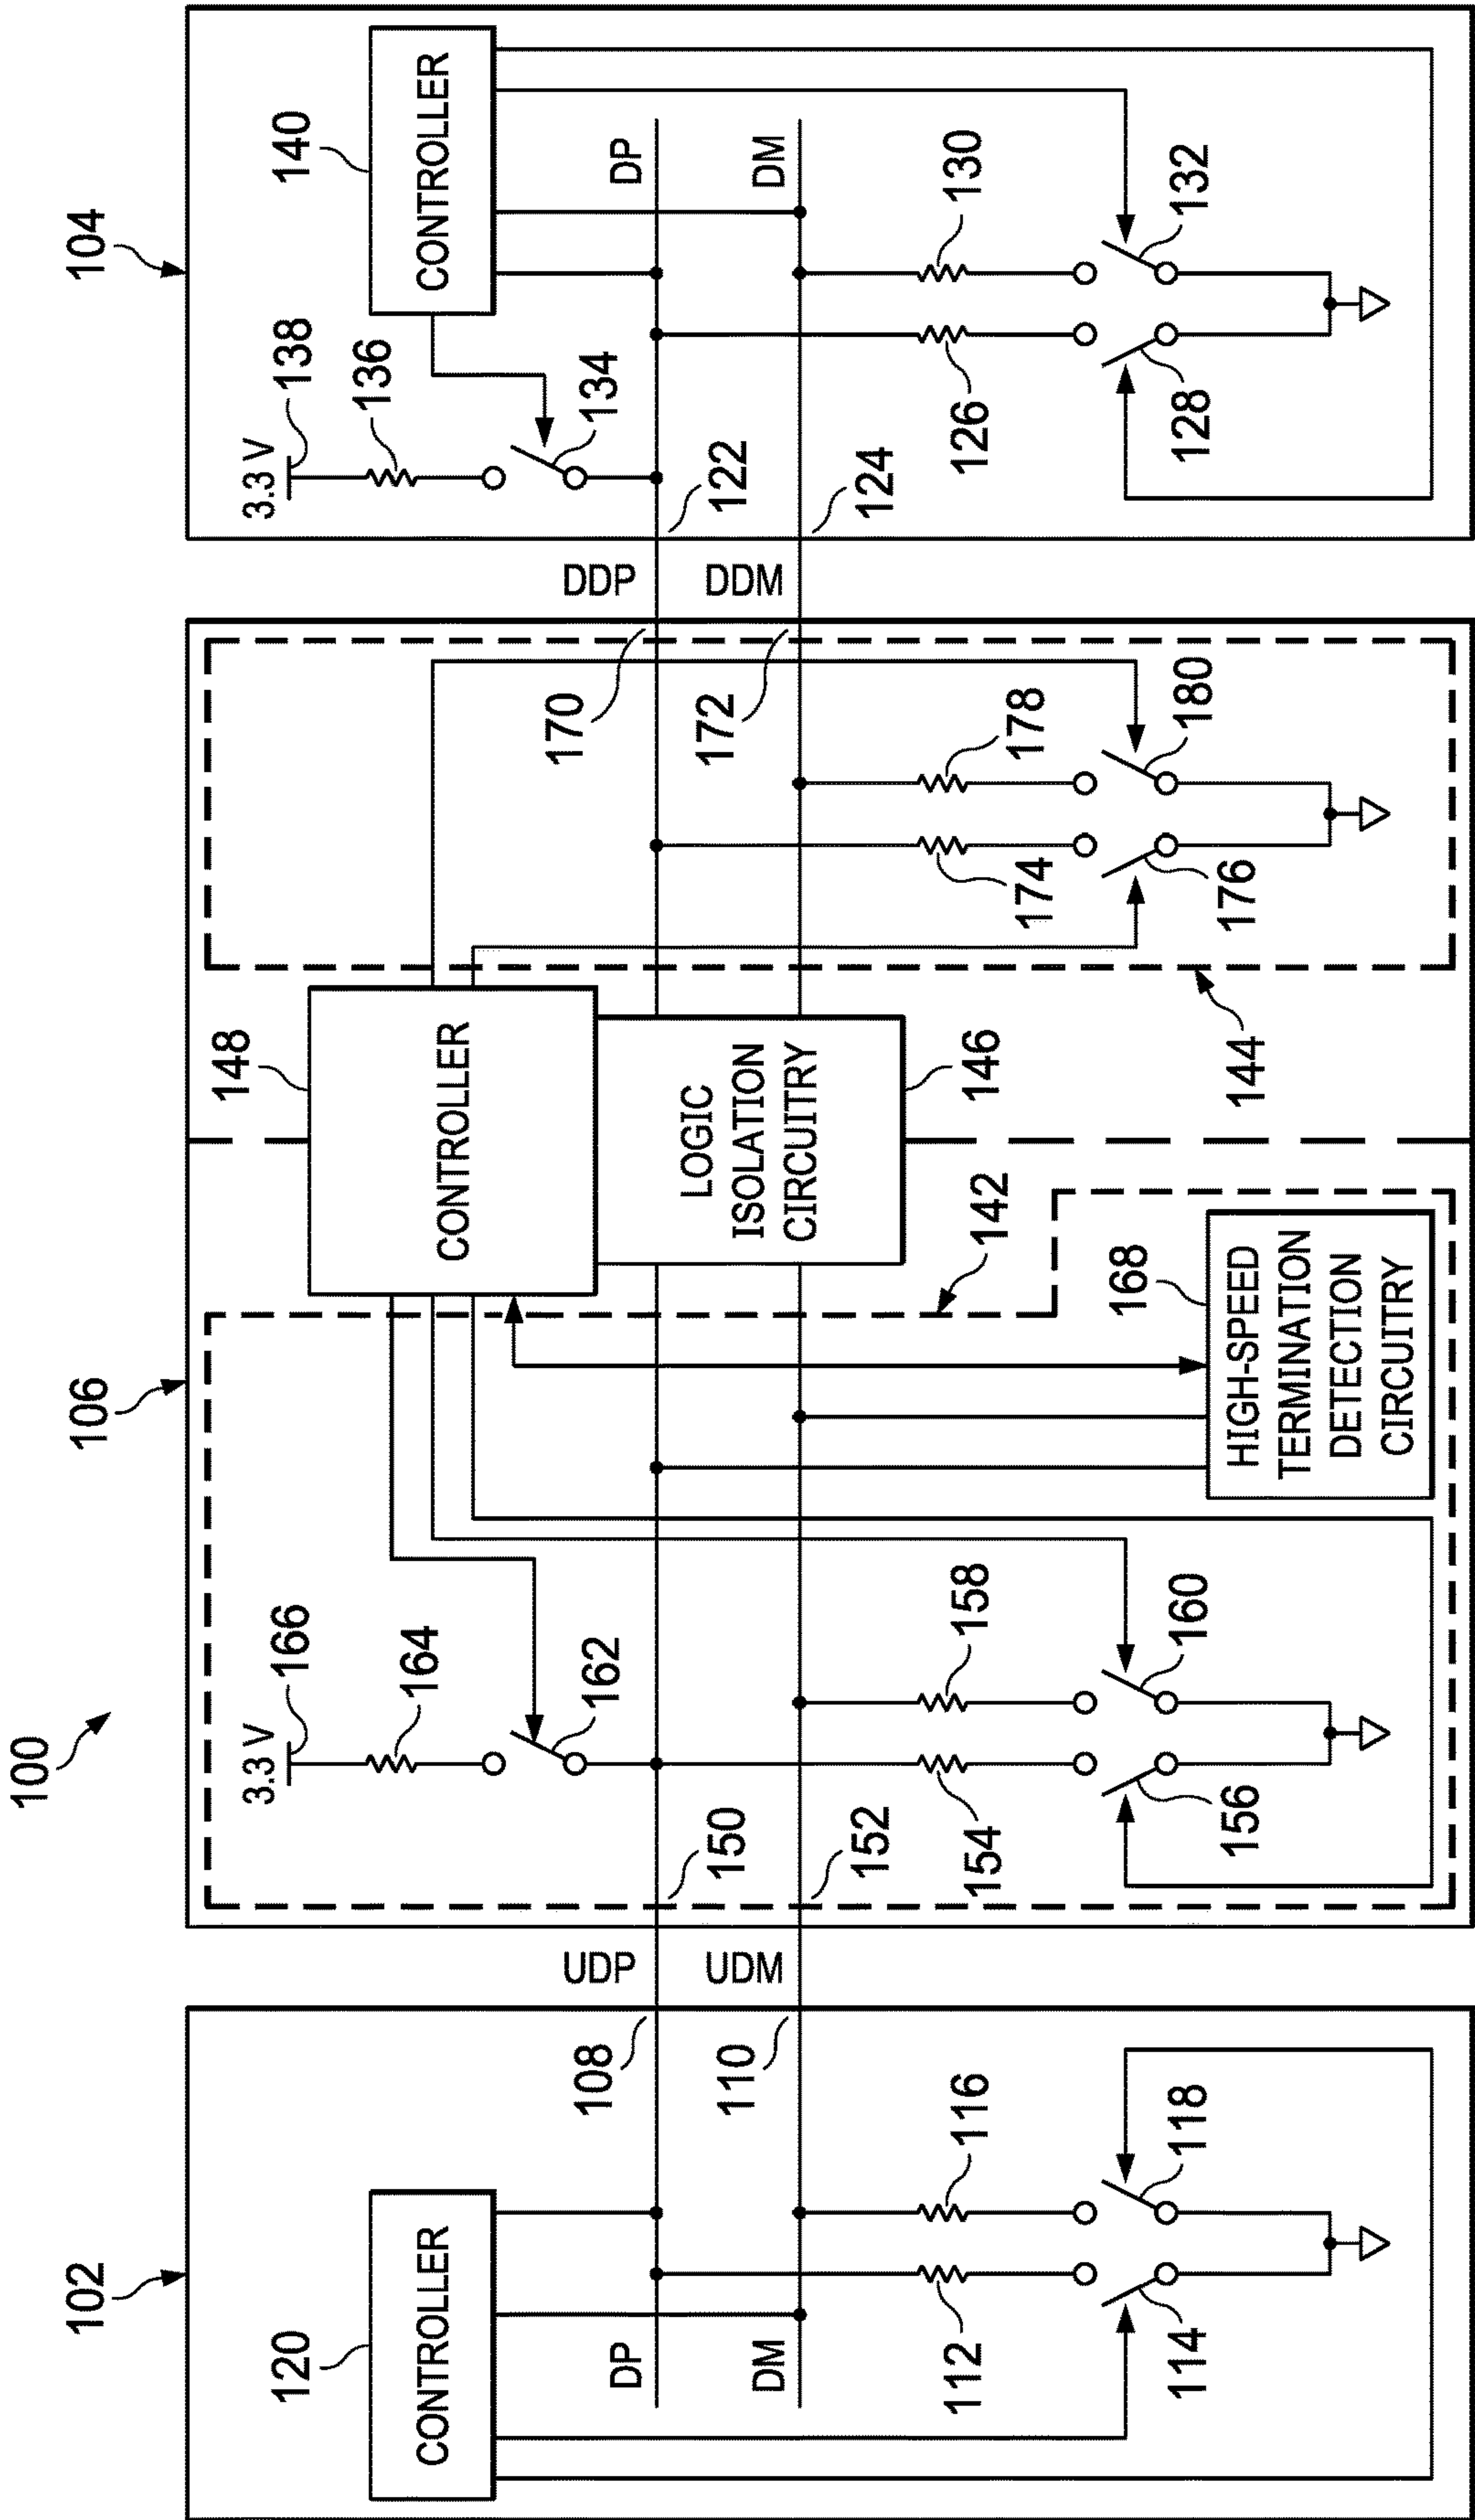 100
102
106
104
120
CONTROLLER
DP
DM
108
110
112
116
114
118
UDP
UDM
3.3 V
166
164
162
150
152
154
158
156
160
142
148
CONTROLLER
LOGIC
ISOLATION
CIRCUITRY
146
168
HIGH-SPEED
TERMINATION
DETECTION
CIRCUITRY
144
170
172
174
178
176
180
DDP
DDM
3.3 V
138
136
134
140
CONTROLLER
DP
DM
122
124
126
130
128
132